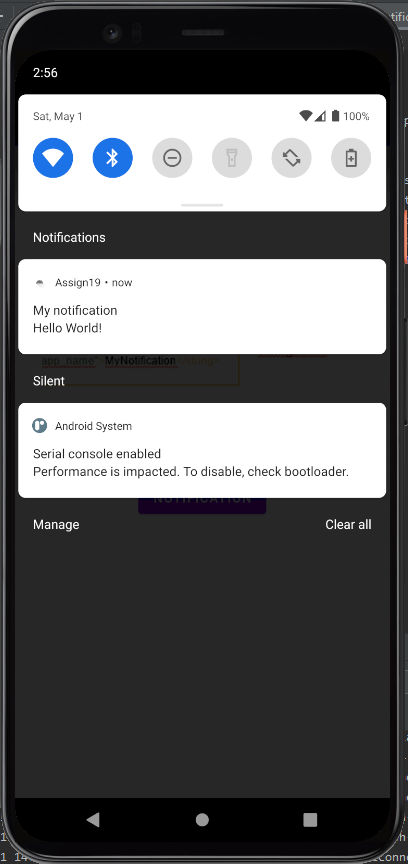 2:56
Sat, May 1
100%
Notifications
Assign19 • now
My notification
Hello World!
app_name" MyNotification
Silent
Android System
Serial console enabled
Performance is impacted. To disable, check bootloader.
NOTIFICATION
Manage
Clear all